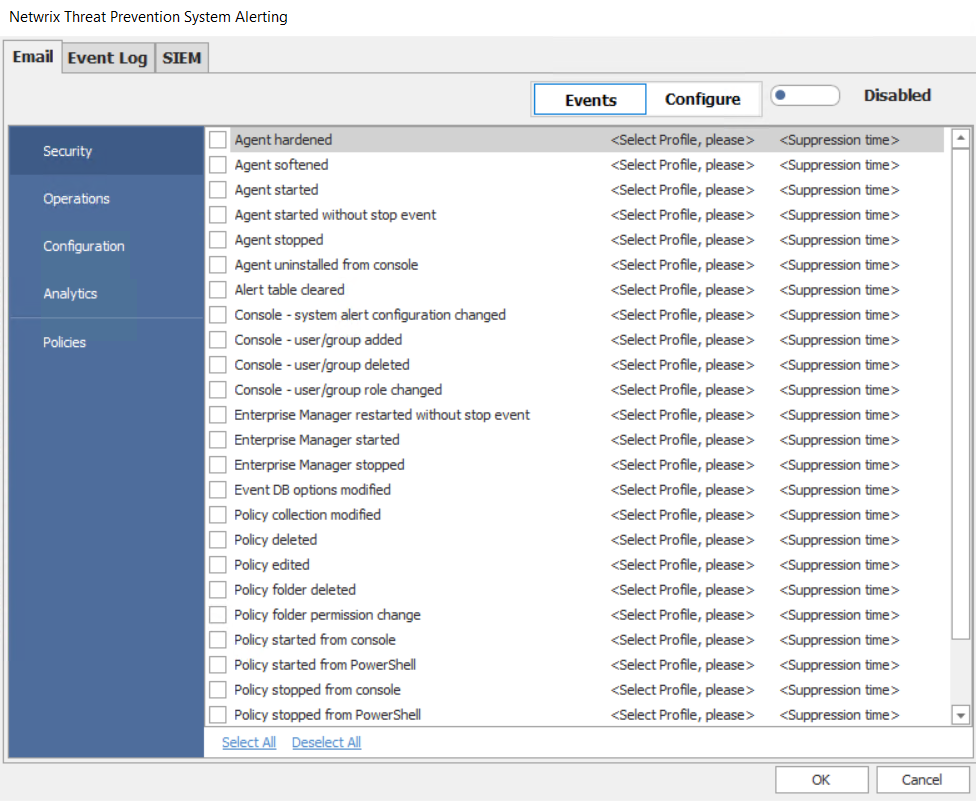 Netwrix Threat Prevention System Alerting
Email Event Log SIEM
Events Configure Disabled
Security
Operations
Configuration
Analytics
Policies
Agent hardened <Select Profile, please> <Suppression time>
Agent softened <Select Profile, please> <Suppression time>
Agent started <Select Profile, please> <Suppression time>
Agent started without stop event <Select Profile, please> <Suppression time>
Agent stopped <Select Profile, please> <Suppression time>
Agent uninstalled from console <Select Profile, please> <Suppression time>
Alert table cleared <Select Profile, please> <Suppression time>
Console - system alert configuration changed <Select Profile, please> <Suppression time>
Console - user/group added <Select Profile, please> <Suppression time>
Console - user/group deleted <Select Profile, please> <Suppression time>
Console - user/group role changed <Select Profile, please> <Suppression time>
Enterprise Manager restarted without stop event <Select Profile, please> <Suppression time>
Enterprise Manager started <Select Profile, please> <Suppression time>
Enterprise Manager stopped <Select Profile, please> <Suppression time>
Event DB options modified <Select Profile, please> <Suppression time>
Policy collection modified <Select Profile, please> <Suppression time>
Policy deleted <Select Profile, please> <Suppression time>
Policy edited <Select Profile, please> <Suppression time>
Policy folder deleted <Select Profile, please> <Suppression time>
Policy folder permission change <Select Profile, please> <Suppression time>
Policy started from console <Select Profile, please> <Suppression time>
Policy started from PowerShell <Select Profile, please> <Suppression time>
Policy stopped from console <Select Profile, please> <Suppression time>
Policy stopped from PowerShell <Select Profile, please> <Suppression time>
Select All Deselect All
OK Cancel